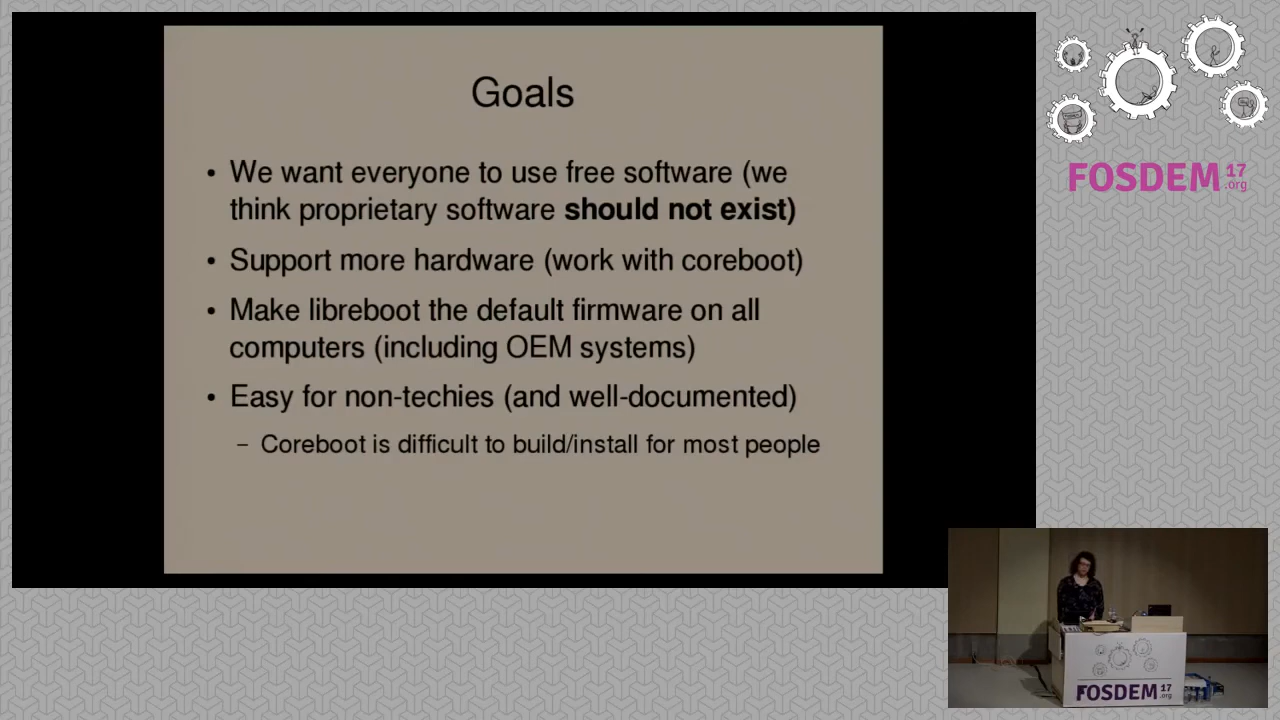 Goals
• We want everyone to use free software (we
think proprietary software should not exist)
• Support more hardware (work with coreboot)
• Make libreboot the default firmware on all
computers (including OEM systems)
• Easy for non-techies (and well-documented)
– Coreboot is difficult to build/install for most people
FOSDEM 17 .org
FOSDEM 17 .org